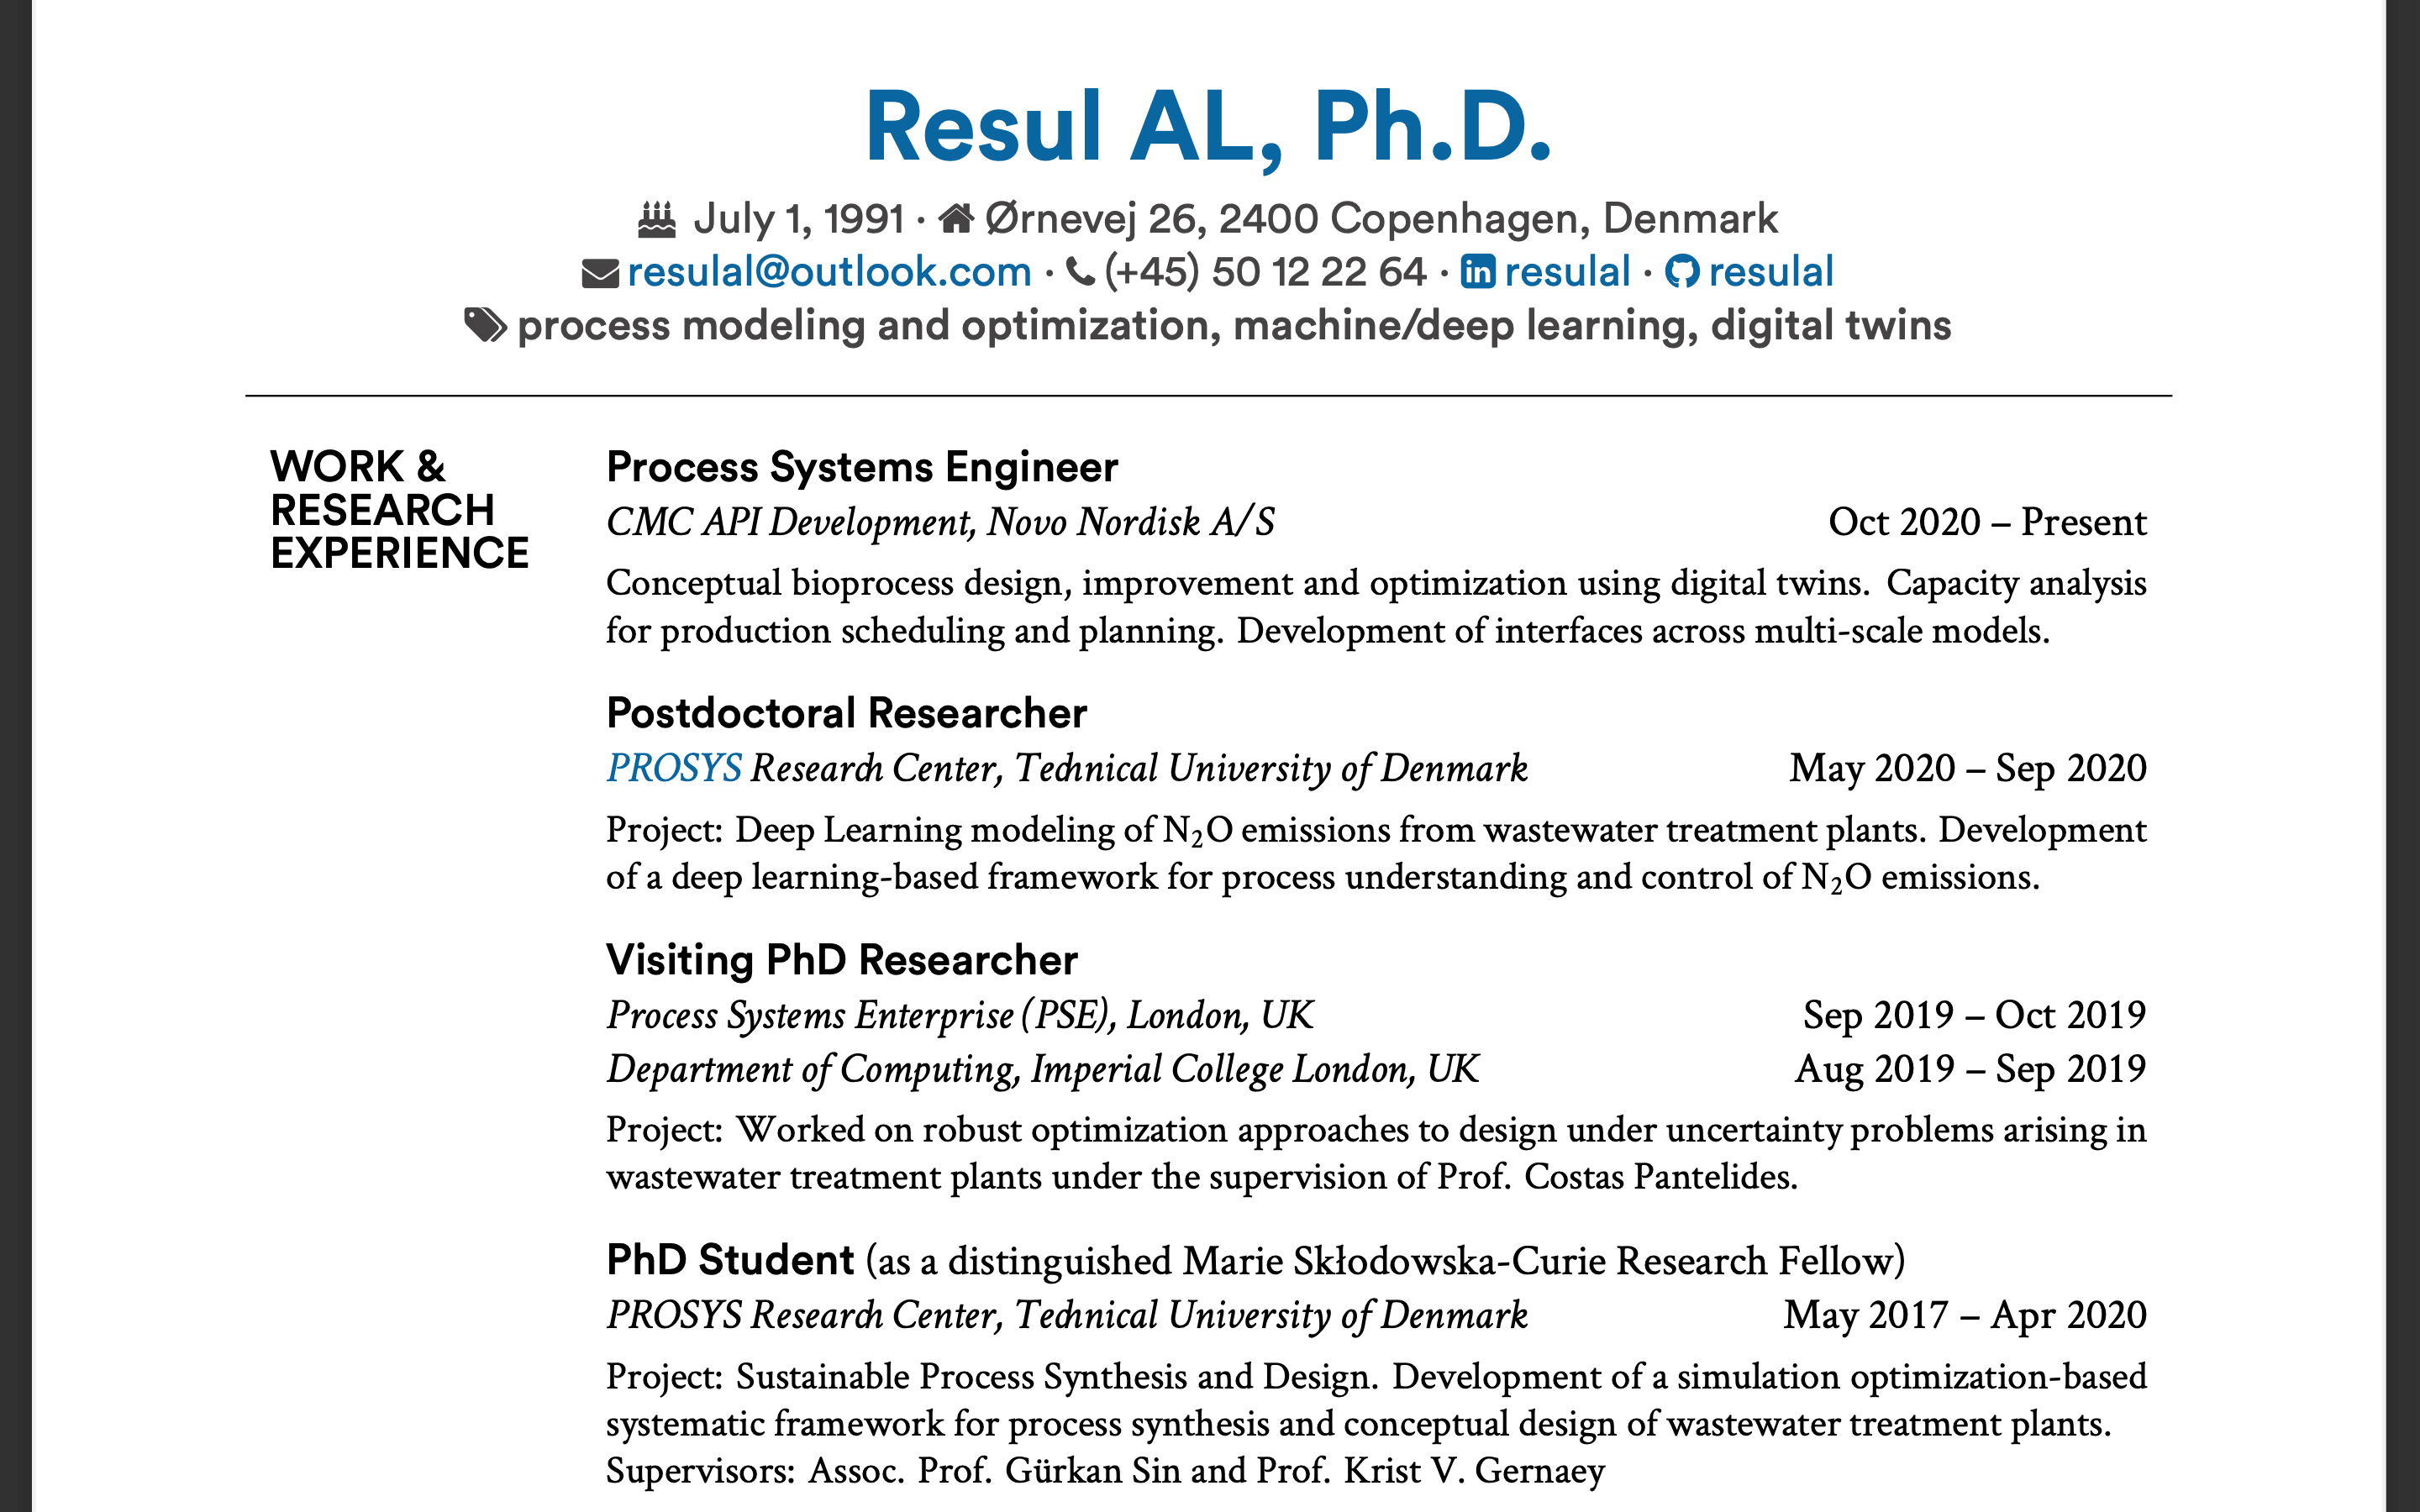 Resul AL, Ph.D.
July 1, 1991 · Ørnevej 26, 2400 Copenhagen, Denmark
resulal@outlook.com · (+45) 50 12 22 64 · in resulal · resulal
process modeling and optimization, machine/deep learning, digital twins
WORK &
RESEARCH
EXPERIENCE
Process Systems Engineer
CMC API Development, Novo Nordisk A/S Oct 2020 – Present
Conceptual bioprocess design, improvement and optimization using digital twins. Capacity analysis
for production scheduling and planning. Development of interfaces across multi-scale models.
Postdoctoral Researcher
PROSYS Research Center, Technical University of Denmark May 2020 – Sep 2020
Project: Deep Learning modeling of N₂O emissions from wastewater treatment plants. Development
of a deep learning-based framework for process understanding and control of N₂O emissions.
Visiting PhD Researcher
Process Systems Enterprise (PSE), London, UK Sep 2019 – Oct 2019
Department of Computing, Imperial College London, UK Aug 2019 – Sep 2019
Project: Worked on robust optimization approaches to design under uncertainty problems arising in
wastewater treatment plants under the supervision of Prof. Costas Pantelides.
PhD Student (as a distinguished Marie Skłodowska-Curie Research Fellow)
PROSYS Research Center, Technical University of Denmark May 2017 – Apr 2020
Project: Sustainable Process Synthesis and Design. Development of a simulation optimization-based
systematic framework for process synthesis and conceptual design of wastewater treatment plants.
Supervisors: Assoc. Prof. Gürkan Sin and Prof. Krist V. Gernaey